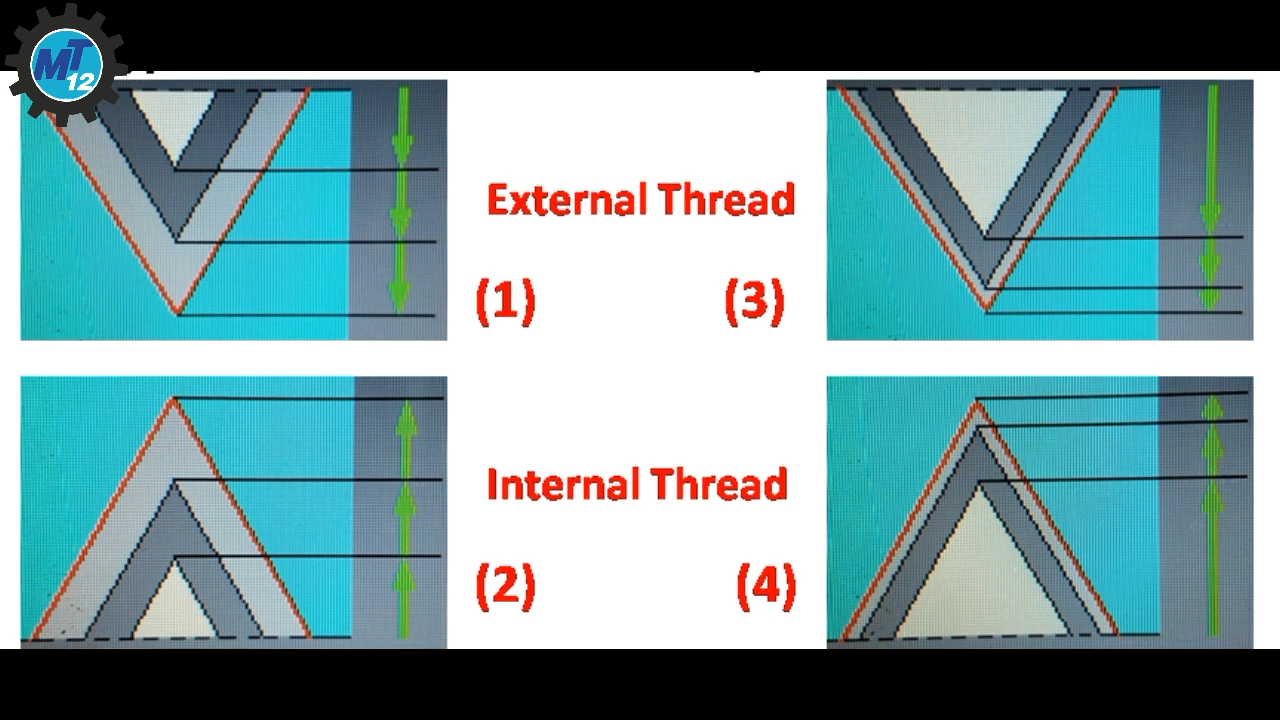 MT
12
External Thread
(1)
(3)
Internal Thread
(2)
(4)